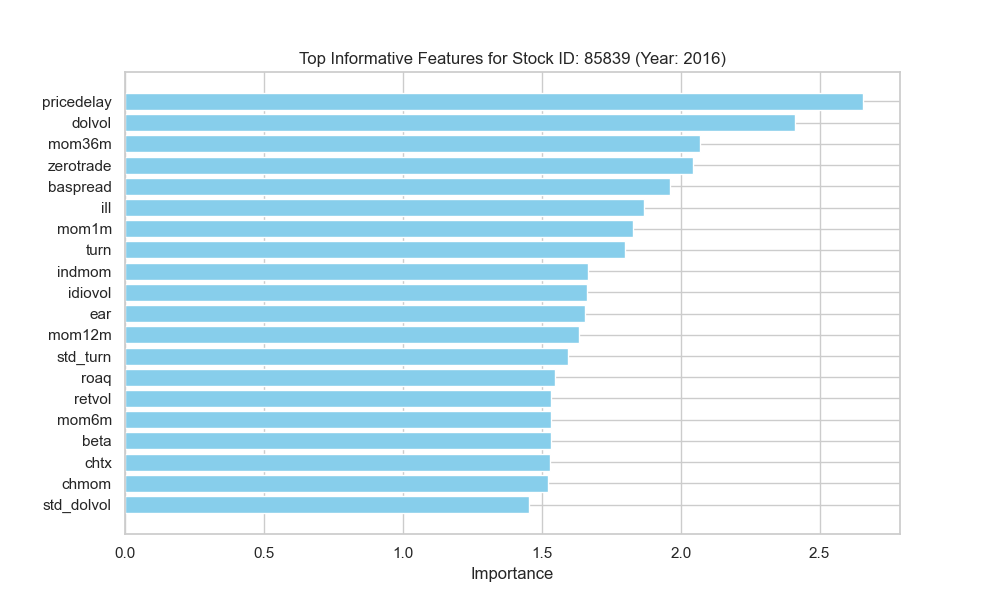 Top Informative Features for Stock ID: 85839 (Year: 2016)
pricedelay
dolvol
mom36m
zerotrade
baspread
ill
mom1m
turn
indmom
idiovol
ear
mom12m
std_turn
roaq
retvol
mom6m
beta
chtx
chmom
std_dolvol
0.0 0.5 1.0 1.5 2.0 2.5
Importance